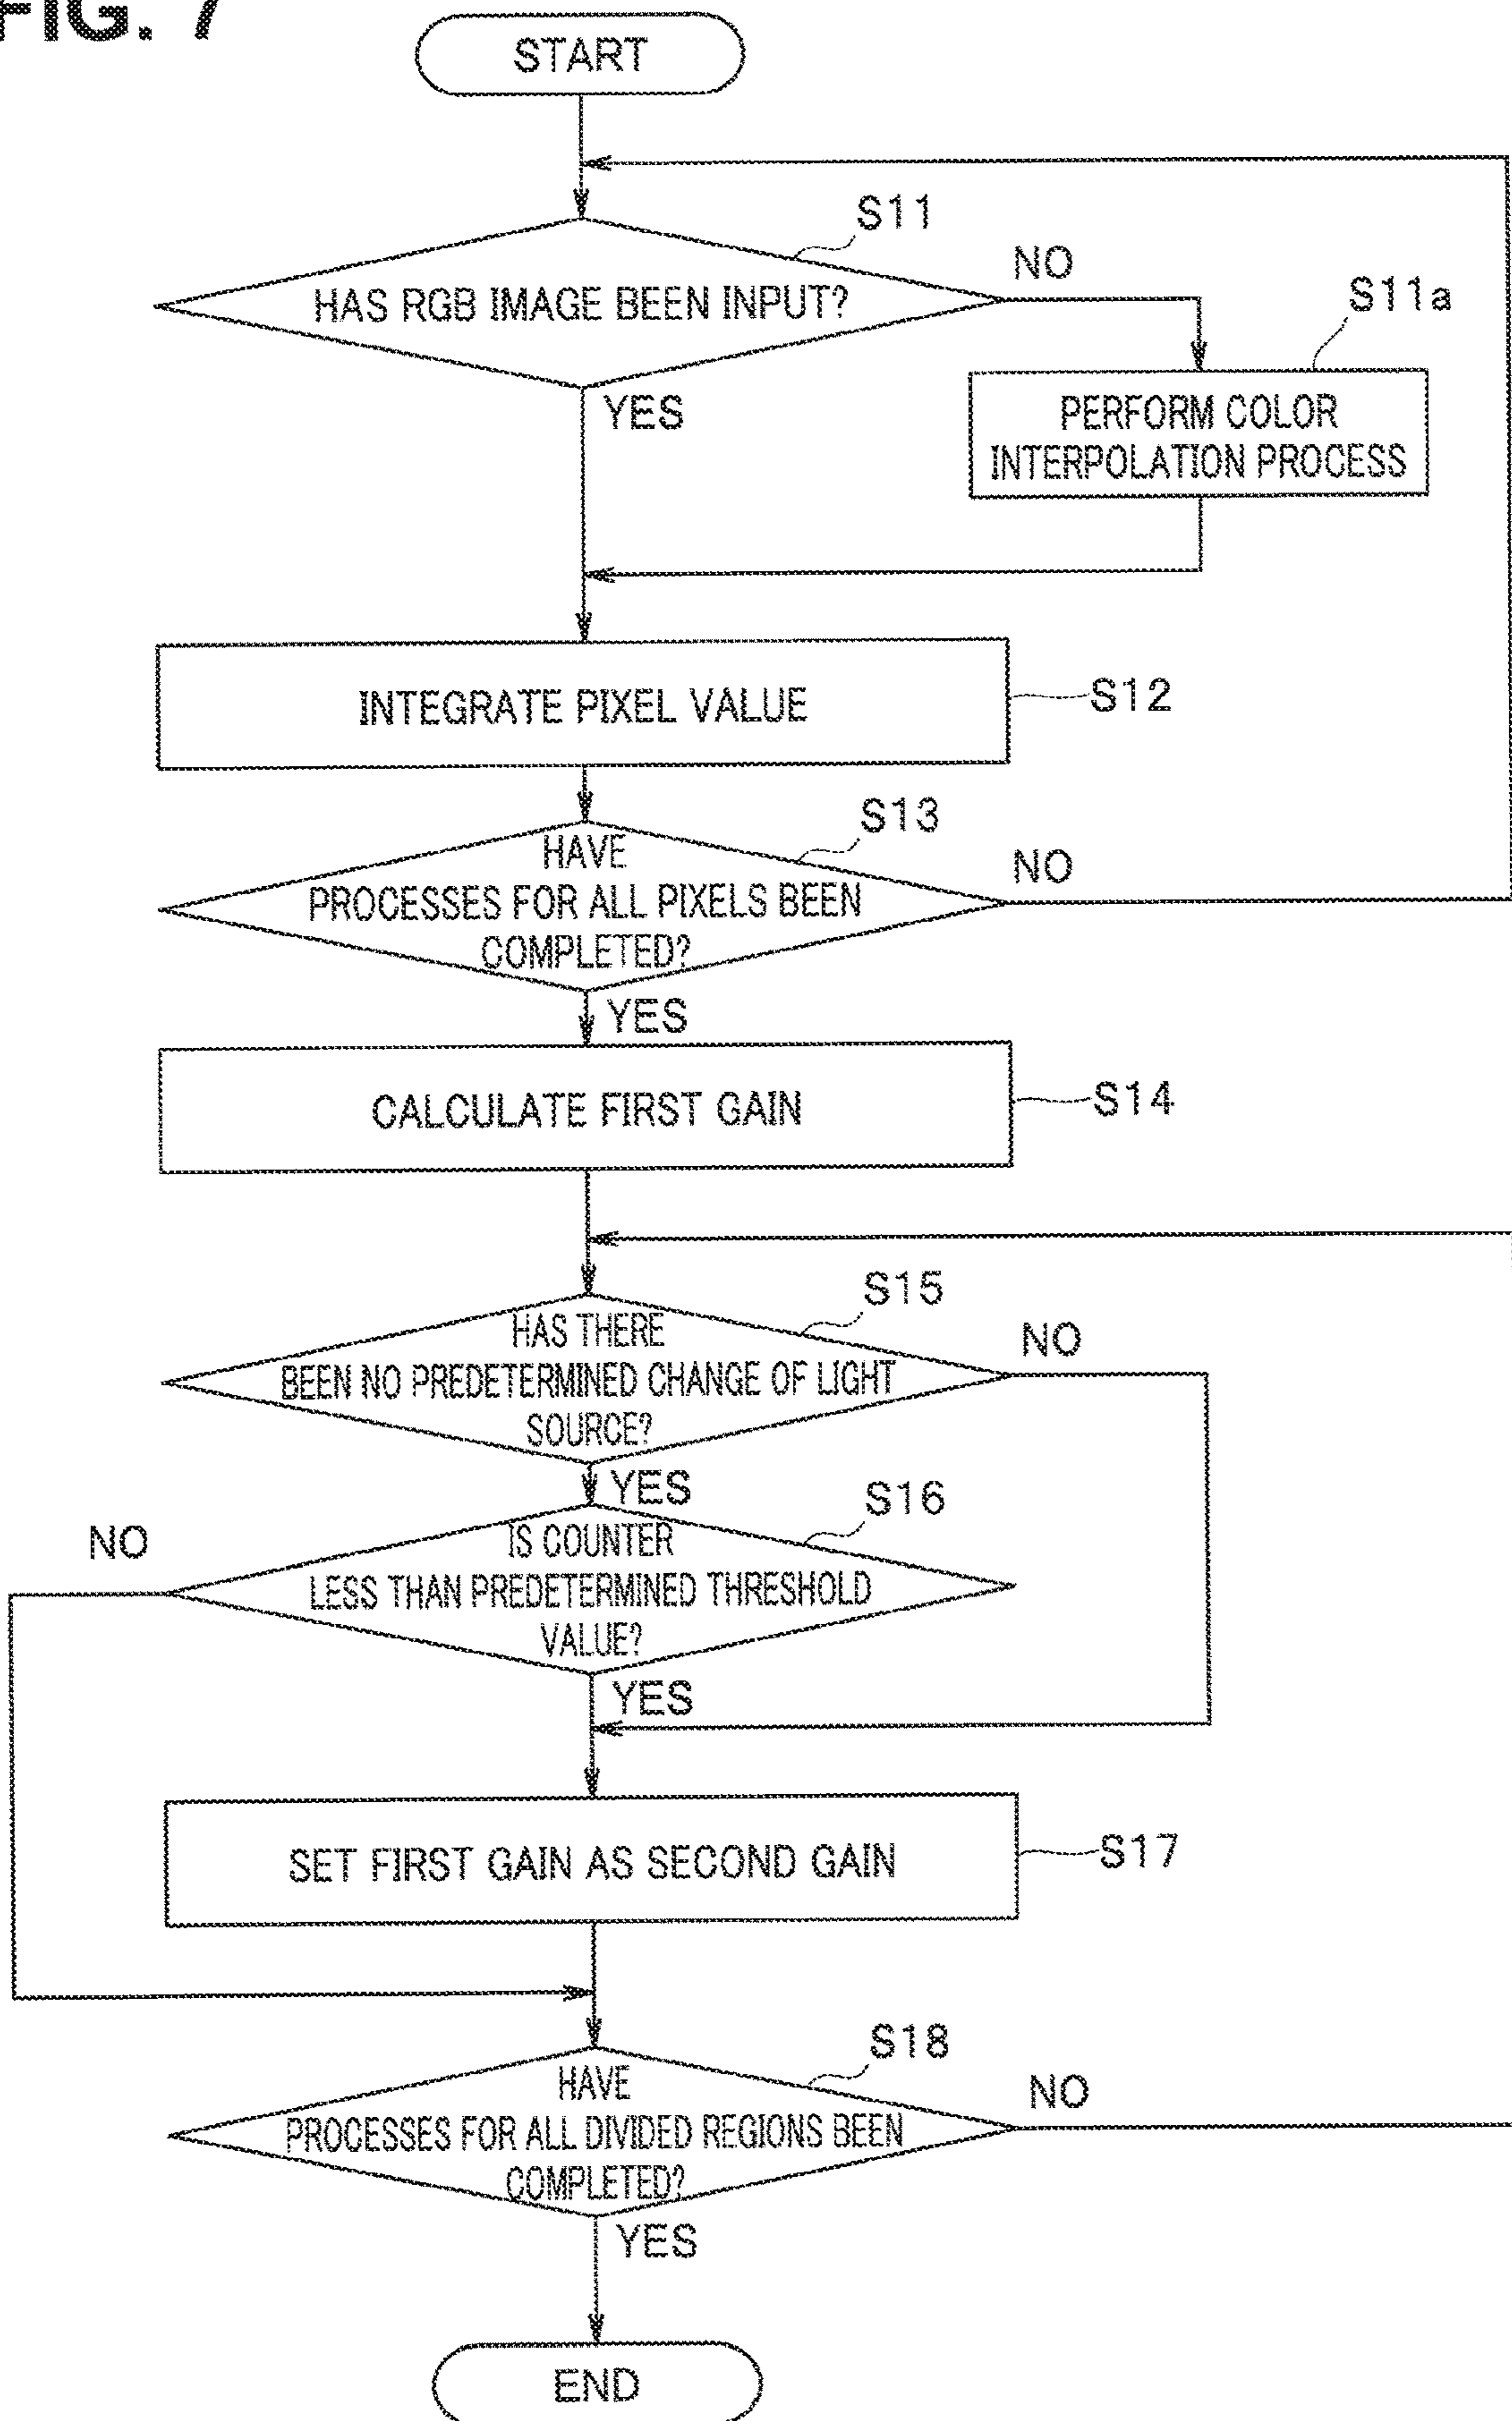 FIG. 7
START
S11
HAS RGB IMAGE BEEN INPUT?
NO
S11a
YES
PERFORM COLOR
INTERPOLATION PROCESS
INTEGRATE PIXEL VALUE
S12
S13
HAVE
PROCESSES FOR ALL PIXELS BEEN
COMPLETED?
NO
YES
CALCULATE FIRST GAIN
S14
S15
HAS THERE
BEEN NO PREDETERMINED CHANGE OF LIGHT
SOURCE?
NO
YES
S16
NO
IS COUNTER
LESS THAN PREDETERMINED THRESHOLD
VALUE?
YES
SET FIRST GAIN AS SECOND GAIN
S17
S18
HAVE
PROCESSES FOR ALL DIVIDED REGIONS BEEN
COMPLETED?
NO
YES
END